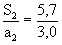 S₂/a₂ = 5,7/3,0